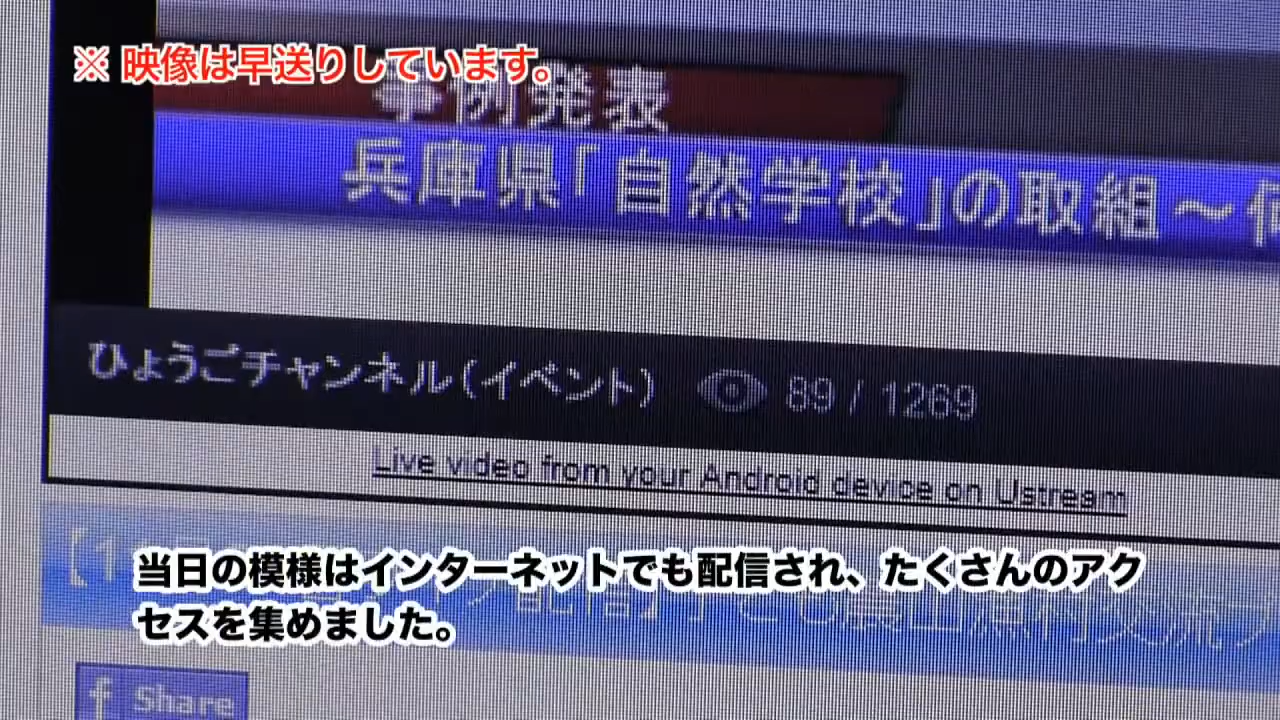 ※ 映像は早送りしています。
事例発表
兵庫県「自然学校」の取組～
ひょうごチャンネル（イベント） 89 / 1269
Live video from your Android device on Ustream
当日の模様はインターネットでも配信され、たくさんのアク
セスを集めました。
f Share